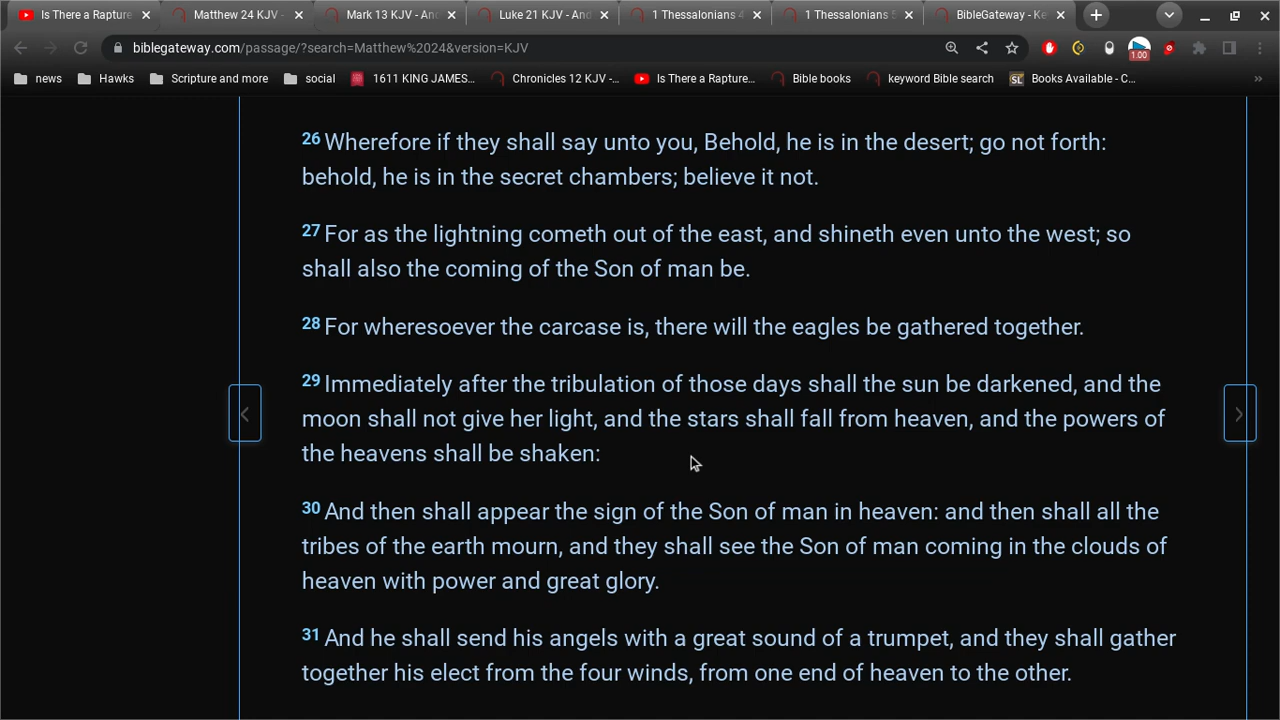 Is There a Rapture
Matthew 24 KJV -
Mark 13 KJV - And
Luke 21 KJV - And
1 Thessalonians 4
1 Thessalonians 5
BibleGateway - Ke
biblegateway.com/passage/?search=Matthew%2024&version=KJV
1.00
news
Hawks
Scripture and more
social
1611 KING JAMES...
Chronicles 12 KJV -...
Is There a Rapture...
Bible books
keyword Bible search
SL
Books Available - C...
»
26 Wherefore if they shall say unto you, Behold, he is in the desert; go not forth:
behold, he is in the secret chambers; believe it not.
27 For as the lightning cometh out of the east, and shineth even unto the west; so
shall also the coming of the Son of man be.
28 For wheresoever the carcase is, there will the eagles be gathered together.
29 Immediately after the tribulation of those days shall the sun be darkened, and the
moon shall not give her light, and the stars shall fall from heaven, and the powers of
the heavens shall be shaken:
30 And then shall appear the sign of the Son of man in heaven: and then shall all the
tribes of the earth mourn, and they shall see the Son of man coming in the clouds of
heaven with power and great glory.
31 And he shall send his angels with a great sound of a trumpet, and they shall gather
together his elect from the four winds, from one end of heaven to the other.